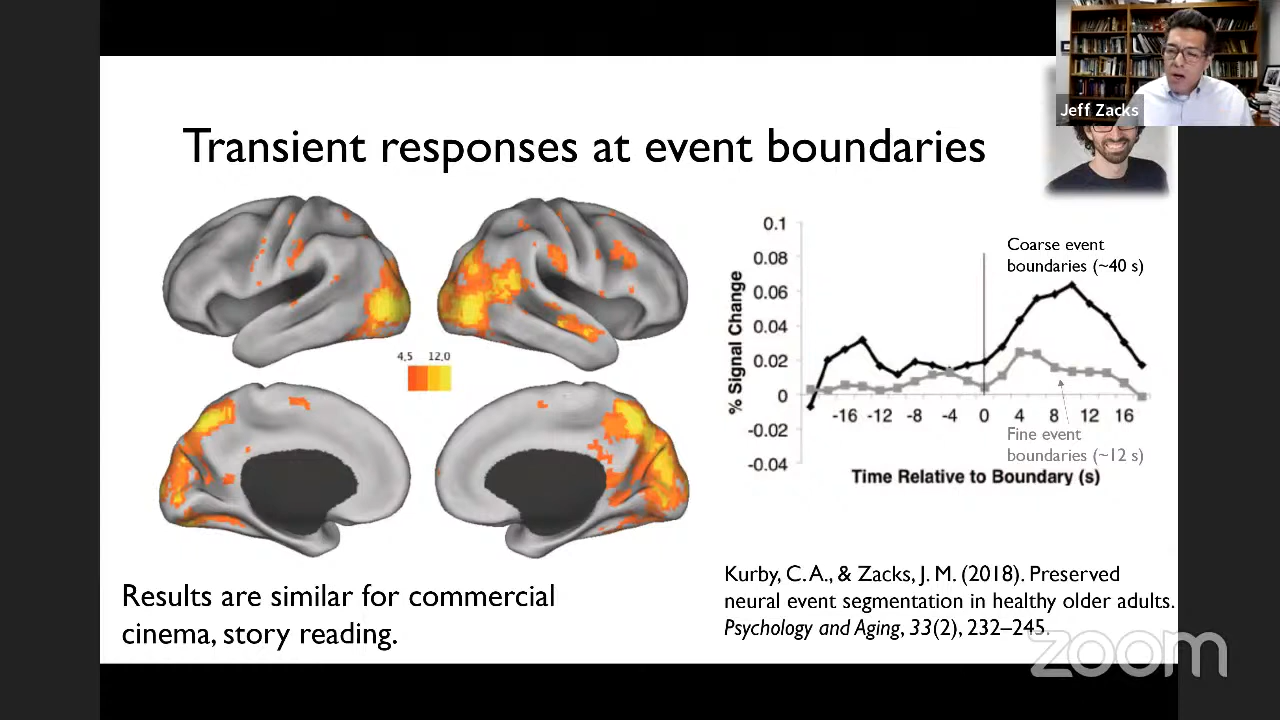 Jeff Zacks
Transient responses at event boundaries
4,5 12,0
% Signal Change
0.1
0.08
0.06
0.04
0.02
0
-0.02
-0.04
-16 -12 -8 -4 0 4 8 12 16
Coarse event
boundaries (~40 s)
Fine event
boundaries (~12 s)
Time Relative to Boundary (s)
Results are similar for commercial
cinema, story reading.
Kurby, C. A., & Zacks, J. M. (2018). Preserved
neural event segmentation in healthy older adults.
Psychology and Aging, 33(2), 232–245.
zoom